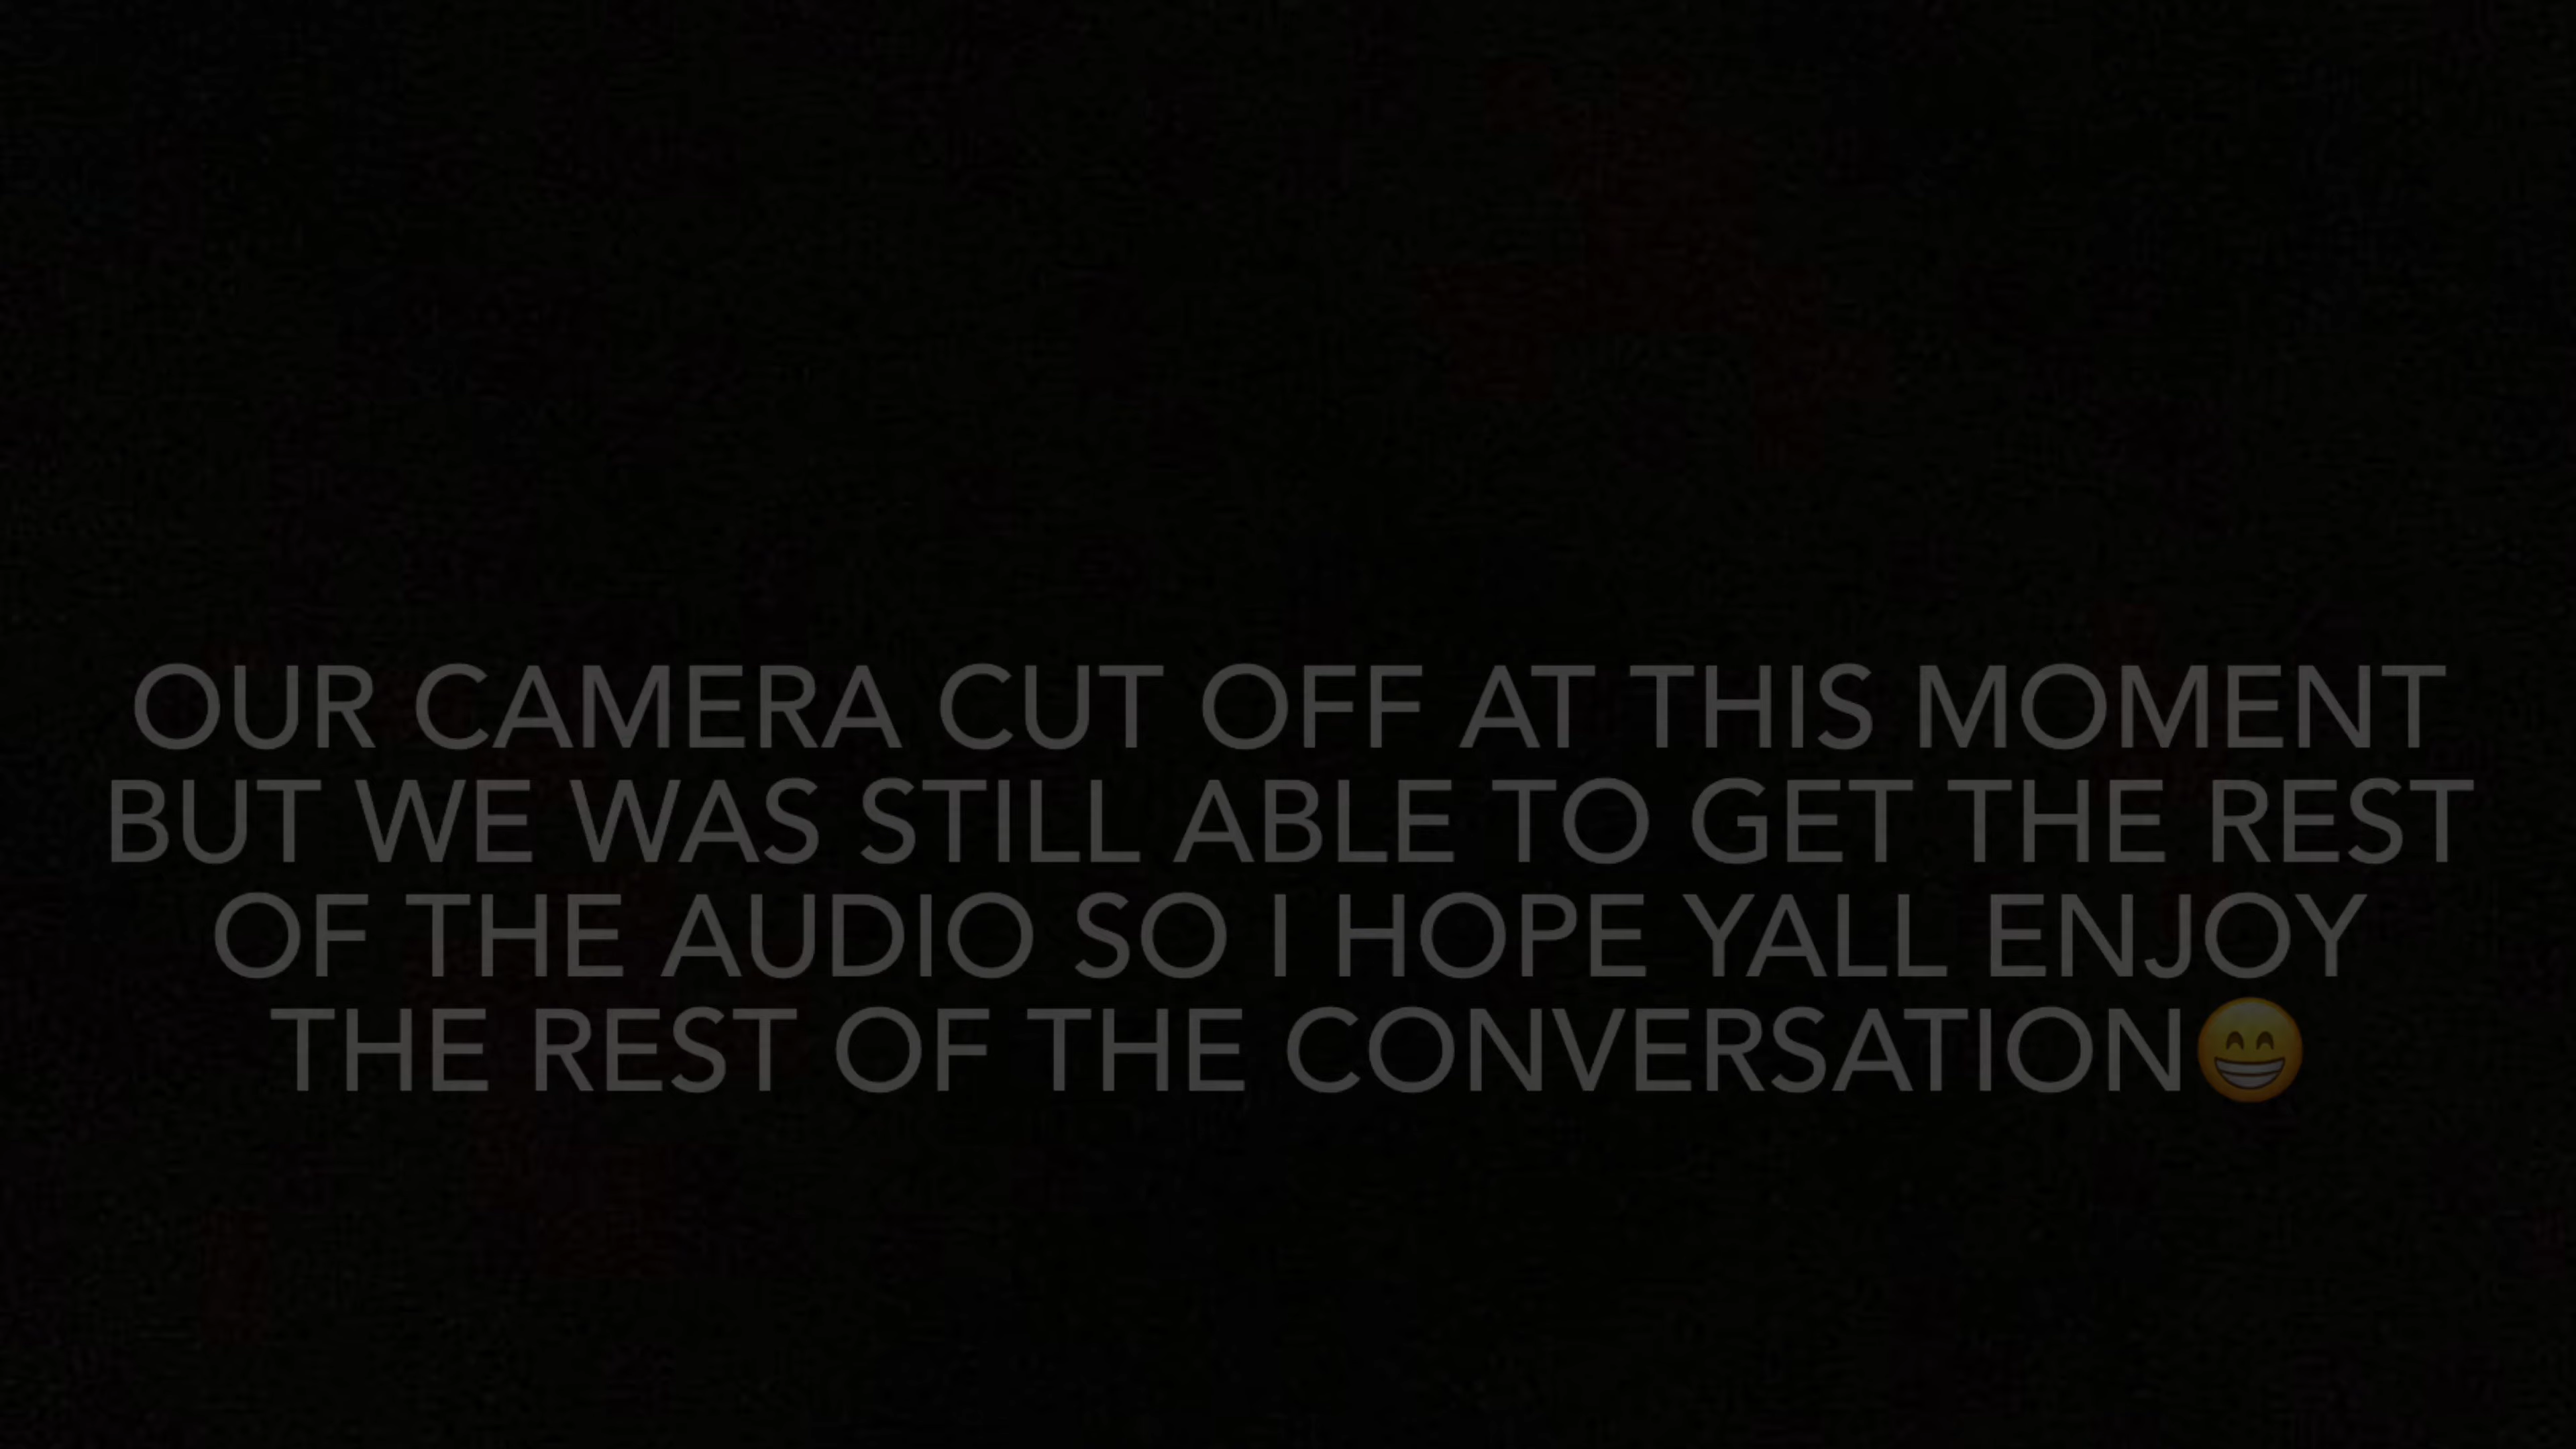 OUR CAMERA CUT OFF AT THIS MOMENT
BUT WE WAS STILL ABLE TO GET THE REST
OF THE AUDIO SO I HOPE YALL ENJOY
THE REST OF THE CONVERSATION😁